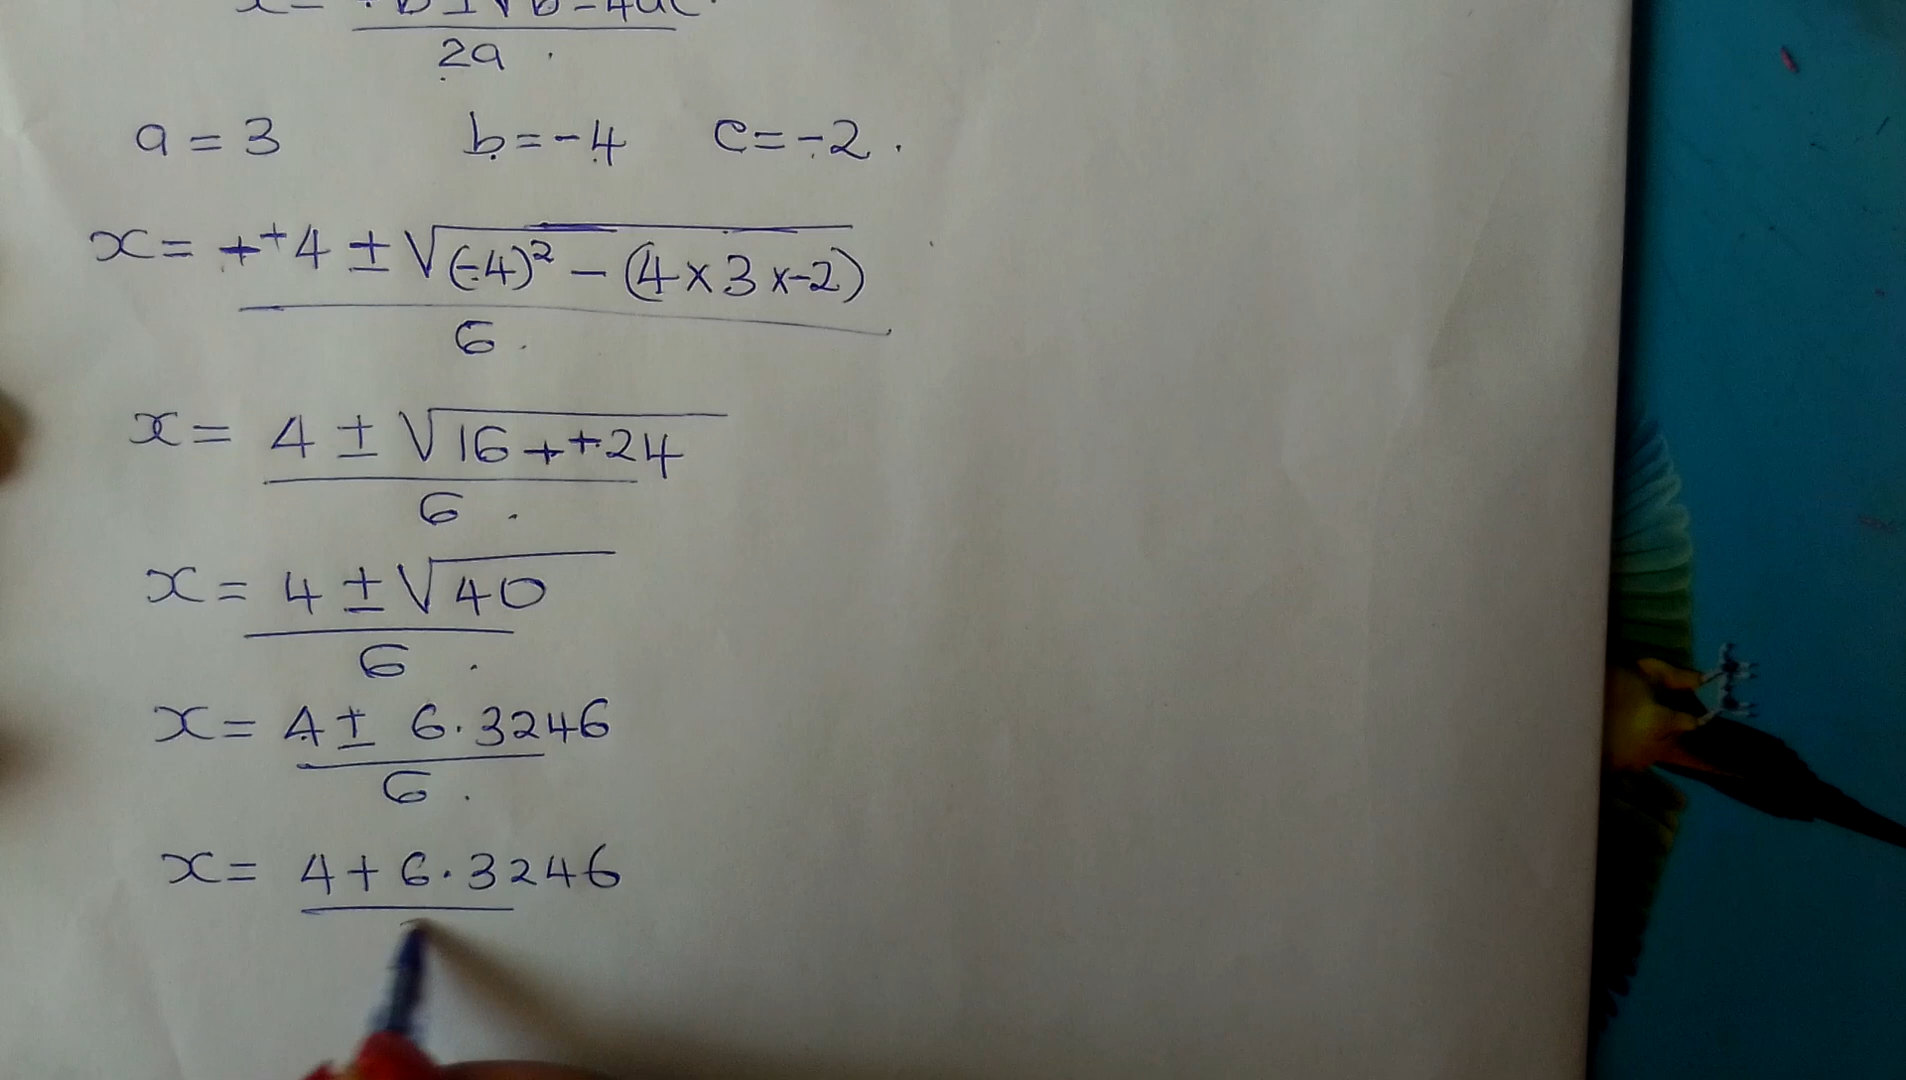 x = -b ± √b - 4ac
2a
a = 3 b = -4 c = -2.
x = ++4 ± √(-4)² - (4 x 3 x -2)
6.
x = 4 ± √16 + +24
6.
x = 4 ± √40
6.
x = 4 ± 6.3246
6.
x = 4 + 6.3246